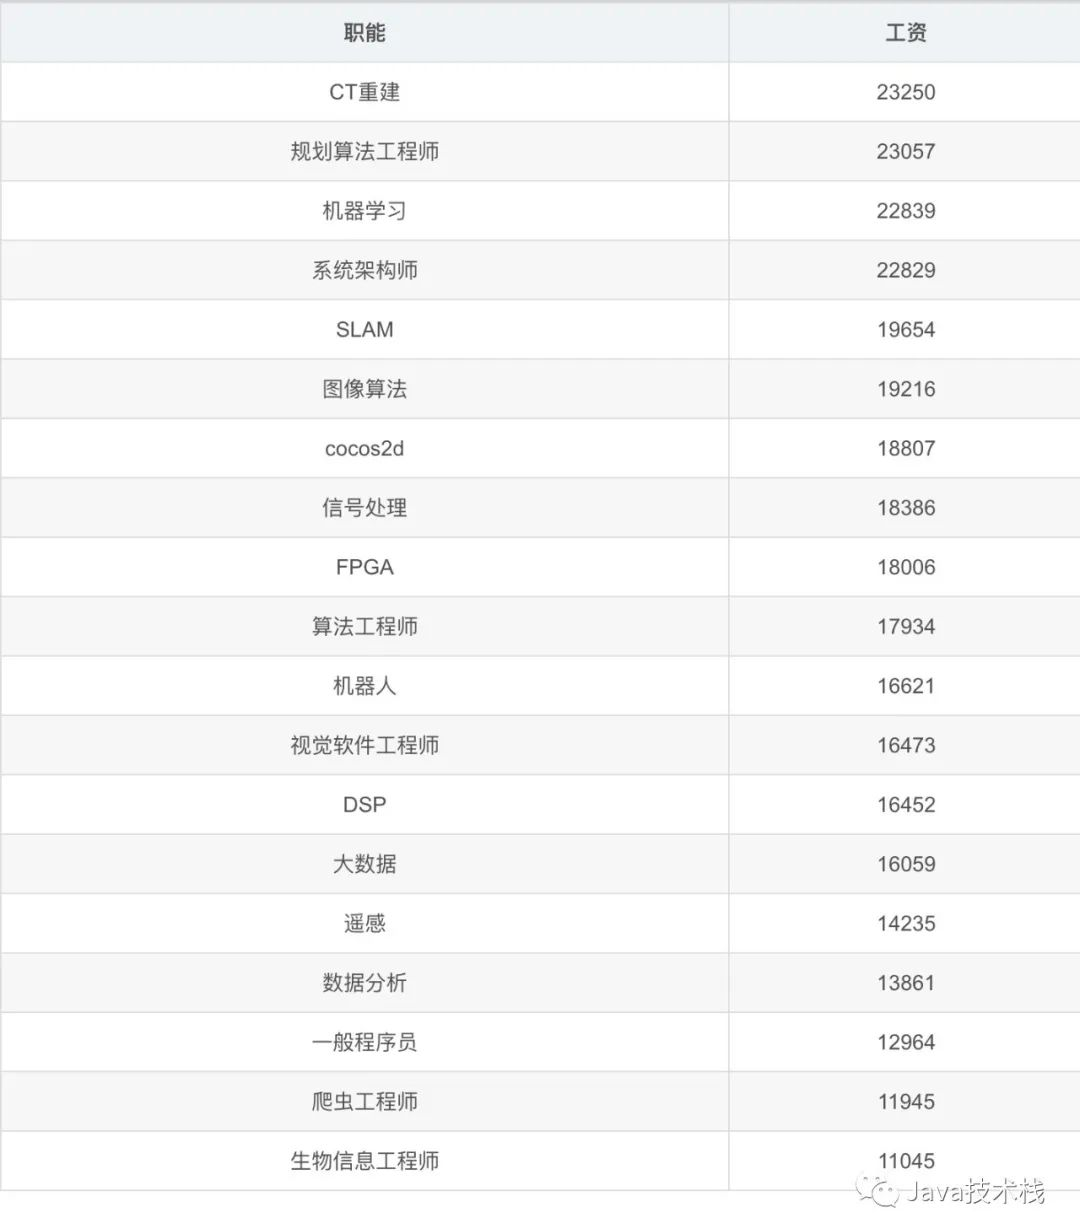 职能 工资
CT重建 23250
规划算法工程师 23057
机器学习 22839
系统架构师 22829
SLAM 19654
图像算法 19216
cocos2d 18807
信号处理 18386
FPGA 18006
算法工程师 17934
机器人 16621
视觉软件工程师 16473
DSP 16452
大数据 16059
遥感 14235
数据分析 13861
一般程序员 12964
爬虫工程师 11945
生物信息工程师 11045
Java技术栈